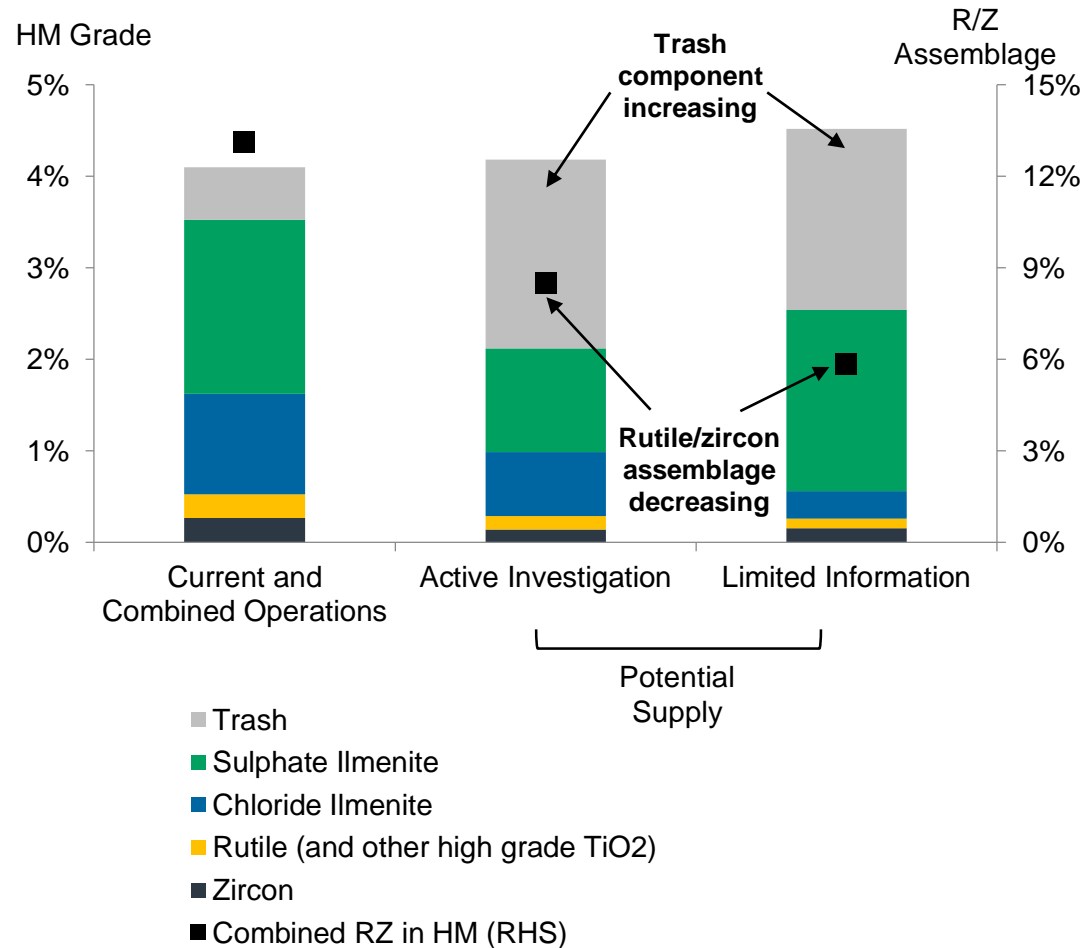 HM Grade
R/Z
Assemblage
5%
4%
3%
2%
1%
0%
15%
12%
9%
6%
3%
0%
Trash
component
increasing
Rutile/zircon
assemblage
decreasing
Current and
Combined Operations
Active Investigation
Limited Information
Potential
Supply
Trash
Sulphate Ilmenite
Chloride Ilmenite
Rutile (and other high grade TiO2)
Zircon
Combined RZ in HM (RHS)